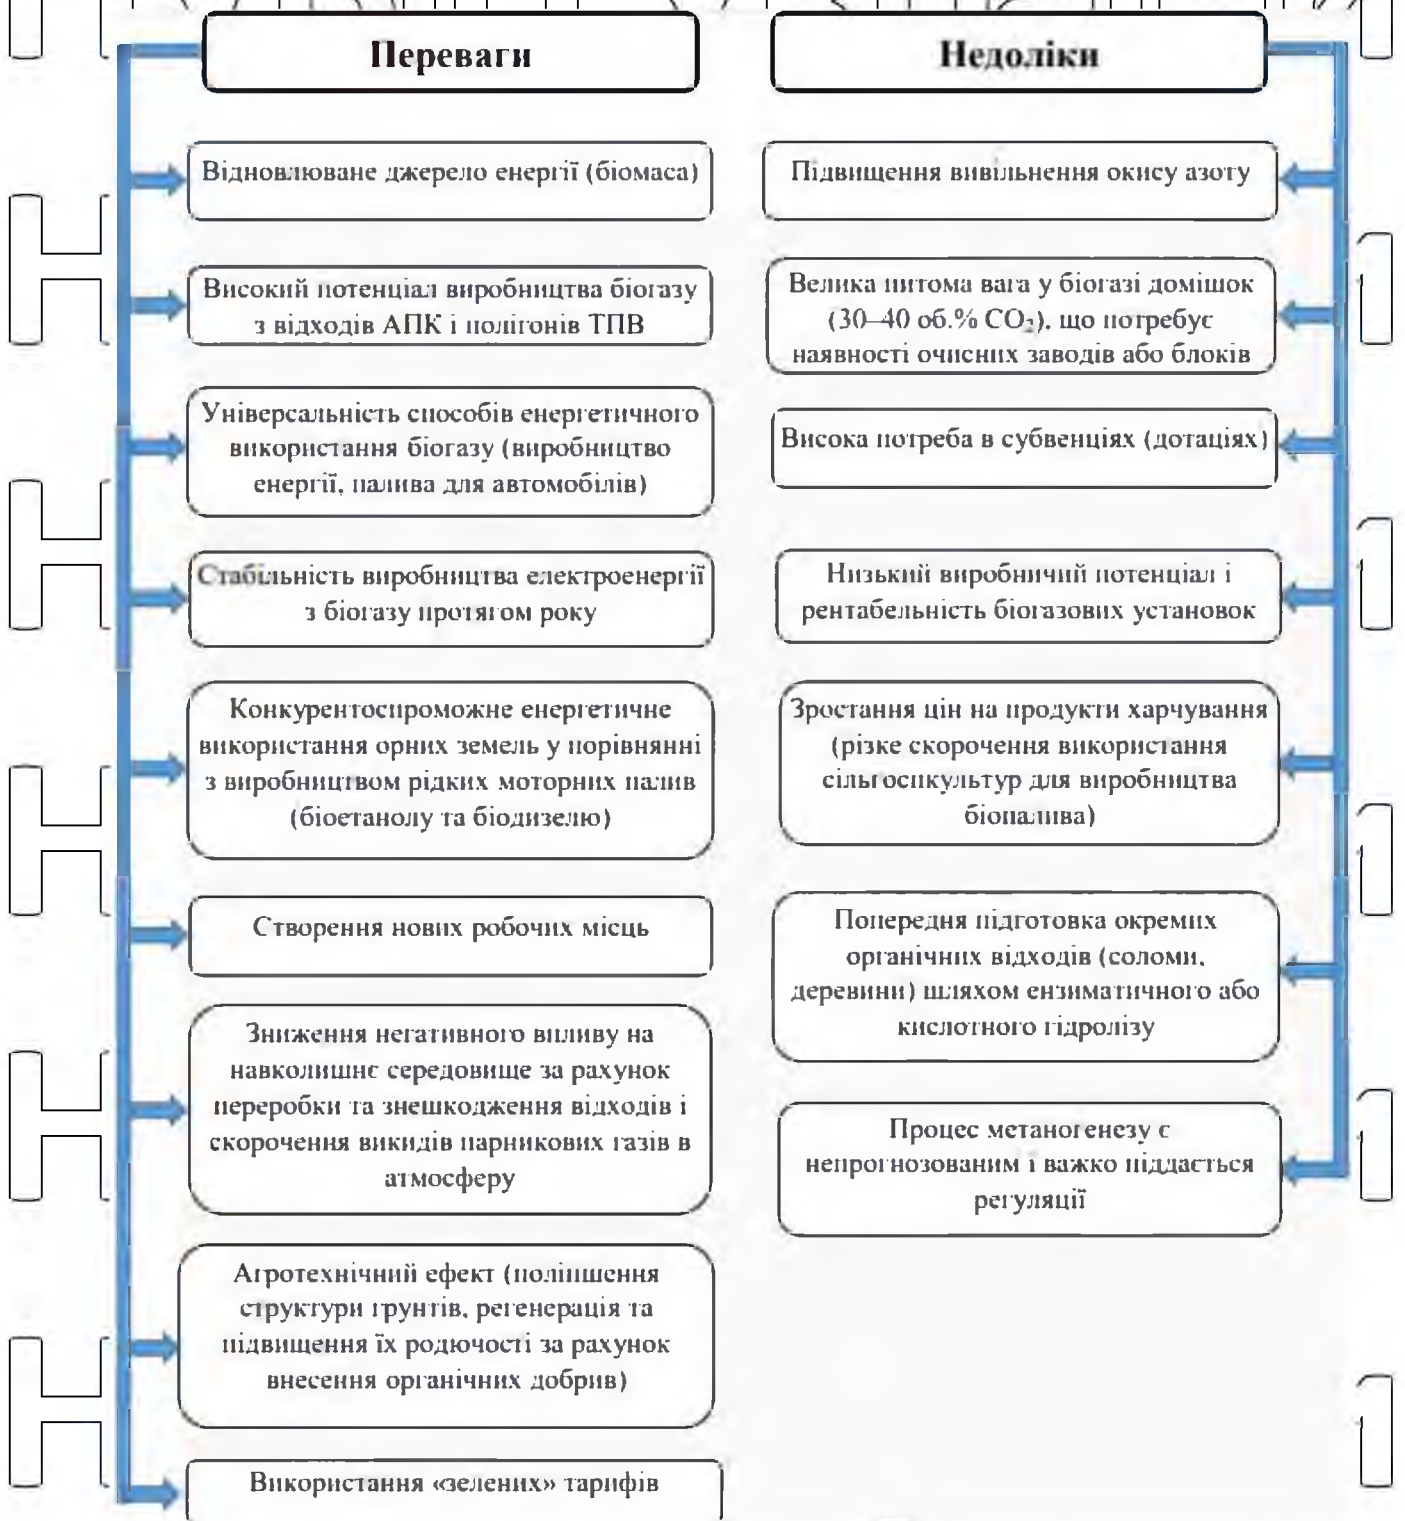 Переваги
Відновлюване джерело енергії (біомаса)
Високий потенціал виробництва біогазу
з відходів АПК і полігонів ТПВ
Універсальність способів енергетичного
використання біогазу (виробництво
енергії, палива для автомобілів)
Стабільність виробництва електроенергії
з біогазу протягом року
Конкурентоспроможне енергетичне
використання орних земель у порівнянні
з виробництвом рідких моторних палив
(біоетанолу та біодизелю)
Створення нових робочих місць
Зниження негативного впливу на
навколишнє середовище за рахунок
переробки та знешкодження відходів і
скорочення викидів парникових газів в
атмосферу
Агротехнічний ефект (поліпшення
структури грунтів, регенерація та
підвищення їх родючості за рахунок
внесення органічних добрив)
Використання «зелених» тарифів
Недоліки
Підвищення вивільнення окису азоту
Велика питома вага у біогазі домішок
(30–40 об.% CO₂), що потребує
наявності очисних заводів або блоків
Висока потреба в субвенціях (дотаціях)
Низький виробничий потенціал і
рентабельність біогазових установок
Зростання цін на продукти харчування
(різке скорочення використання
сільгоспкультур для виробництва
біопалива)
Попередня підготовка окремих
органічних відходів (соломи,
деревини) шляхом ензиматичного або
кислотного гідролізу
Процес метаногенезу є
непрогнозованим і важко піддається
регуляції